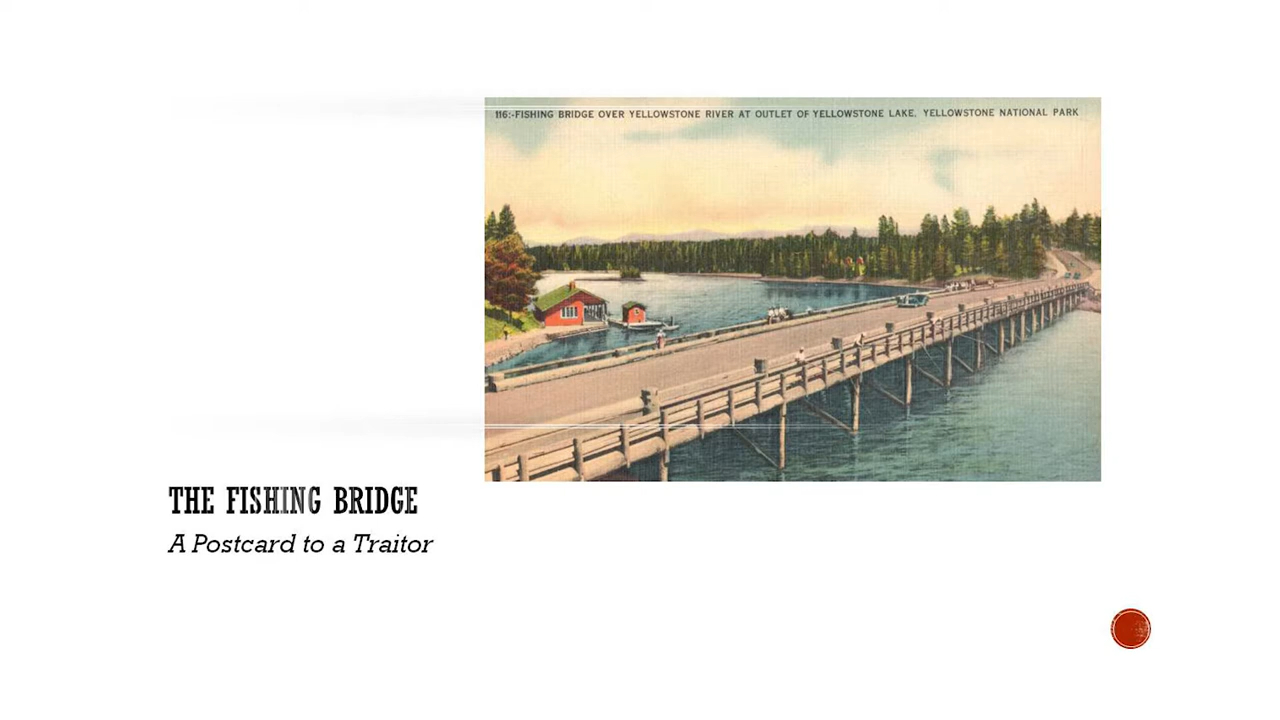 116:-FISHING BRIDGE OVER YELLOWSTONE RIVER AT OUTLET OF YELLOWSTONE LAKE, YELLOWSTONE NATIONAL PARK
THE FISHING BRIDGE
A Postcard to a Traitor